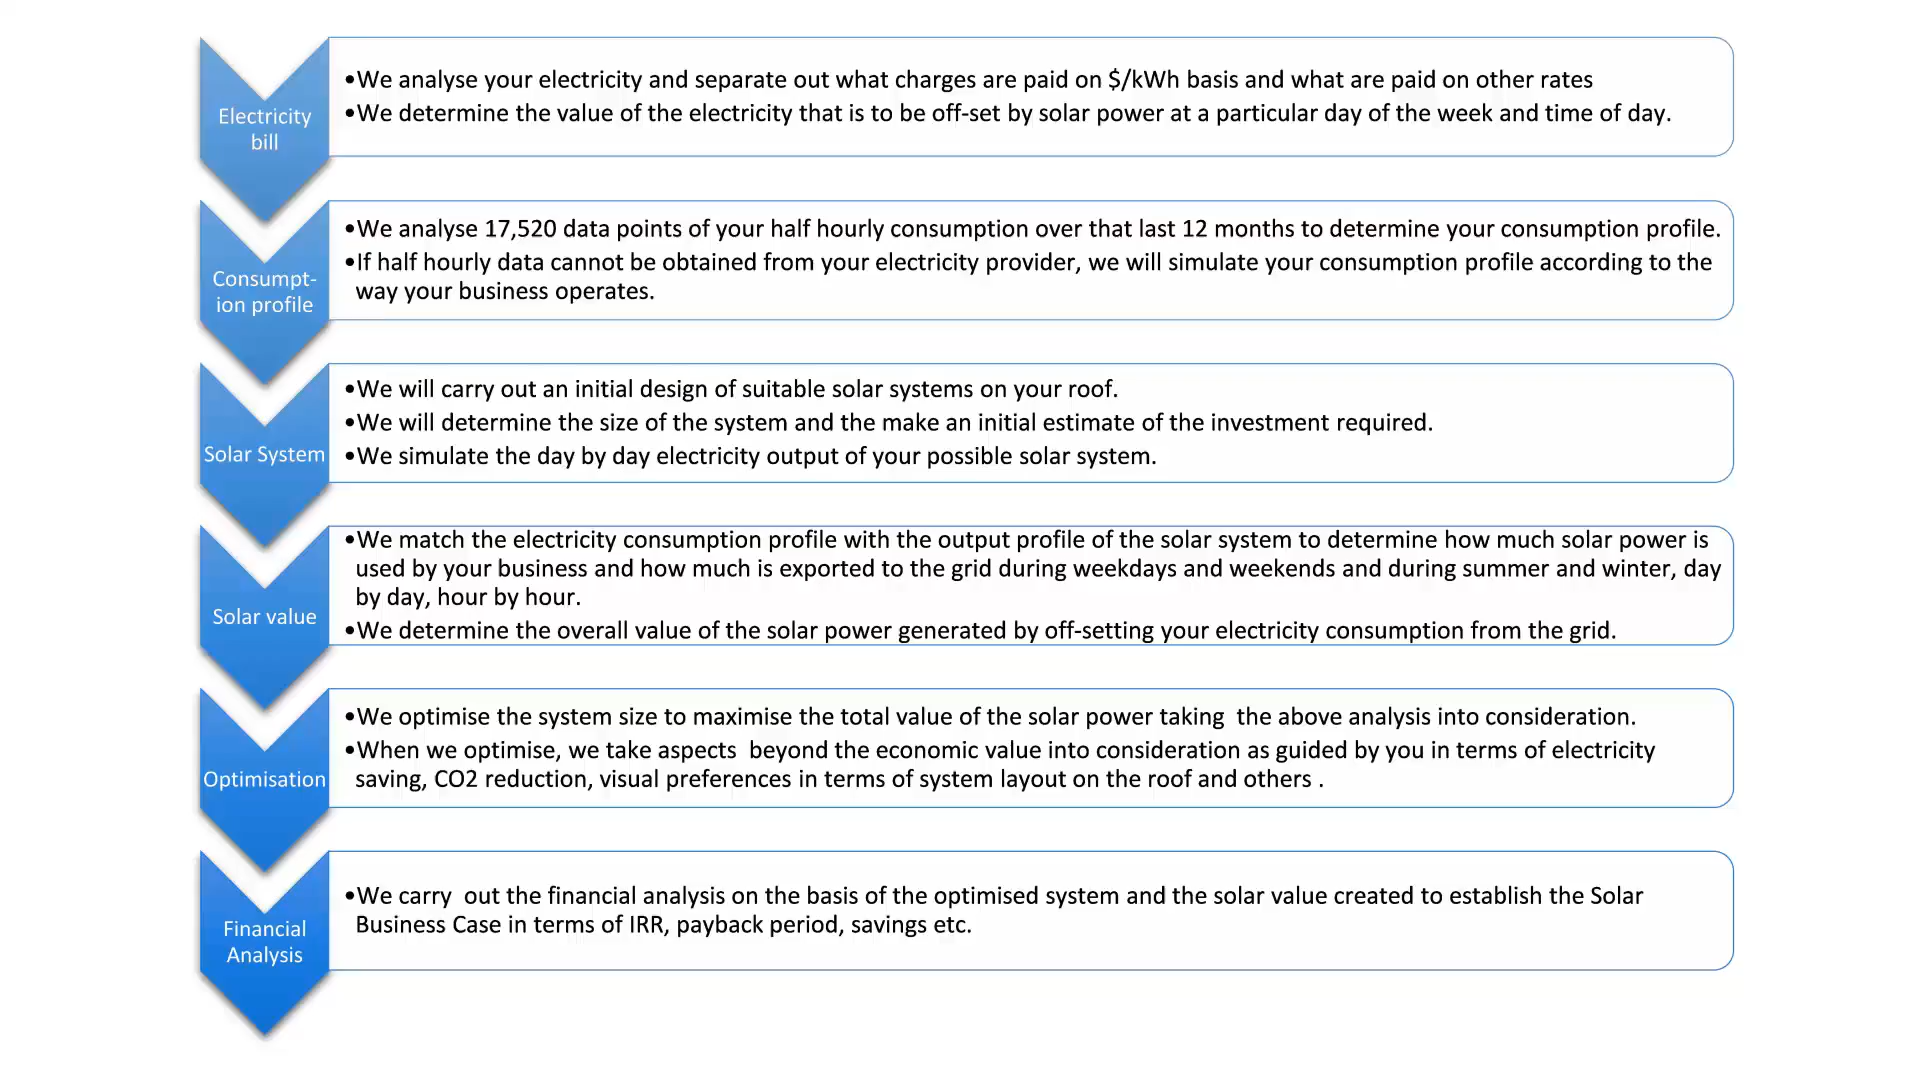 Electricity
bill
•We analyse your electricity and separate out what charges are paid on $/kWh basis and what are paid on other rates
•We determine the value of the electricity that is to be off-set by solar power at a particular day of the week and time of day.
Consumpt-
ion profile
•We analyse 17,520 data points of your half hourly consumption over that last 12 months to determine your consumption profile.
•If half hourly data cannot be obtained from your electricity provider, we will simulate your consumption profile according to the
way your business operates.
Solar System
•We will carry out an initial design of suitable solar systems on your roof.
•We will determine the size of the system and the make an initial estimate of the investment required.
•We simulate the day by day electricity output of your possible solar system.
Solar value
•We match the electricity consumption profile with the output profile of the solar system to determine how much solar power is
used by your business and how much is exported to the grid during weekdays and weekends and during summer and winter, day
by day, hour by hour.
•We determine the overall value of the solar power generated by off-setting your electricity consumption from the grid.
Optimisation
•We optimise the system size to maximise the total value of the solar power taking  the above analysis into consideration.
•When we optimise, we take aspects  beyond the economic value into consideration as guided by you in terms of electricity
saving, CO2 reduction, visual preferences in terms of system layout on the roof and others .
Financial
Analysis
•We carry  out the financial analysis on the basis of the optimised system and the solar value created to establish the Solar
Business Case in terms of IRR, payback period, savings etc.